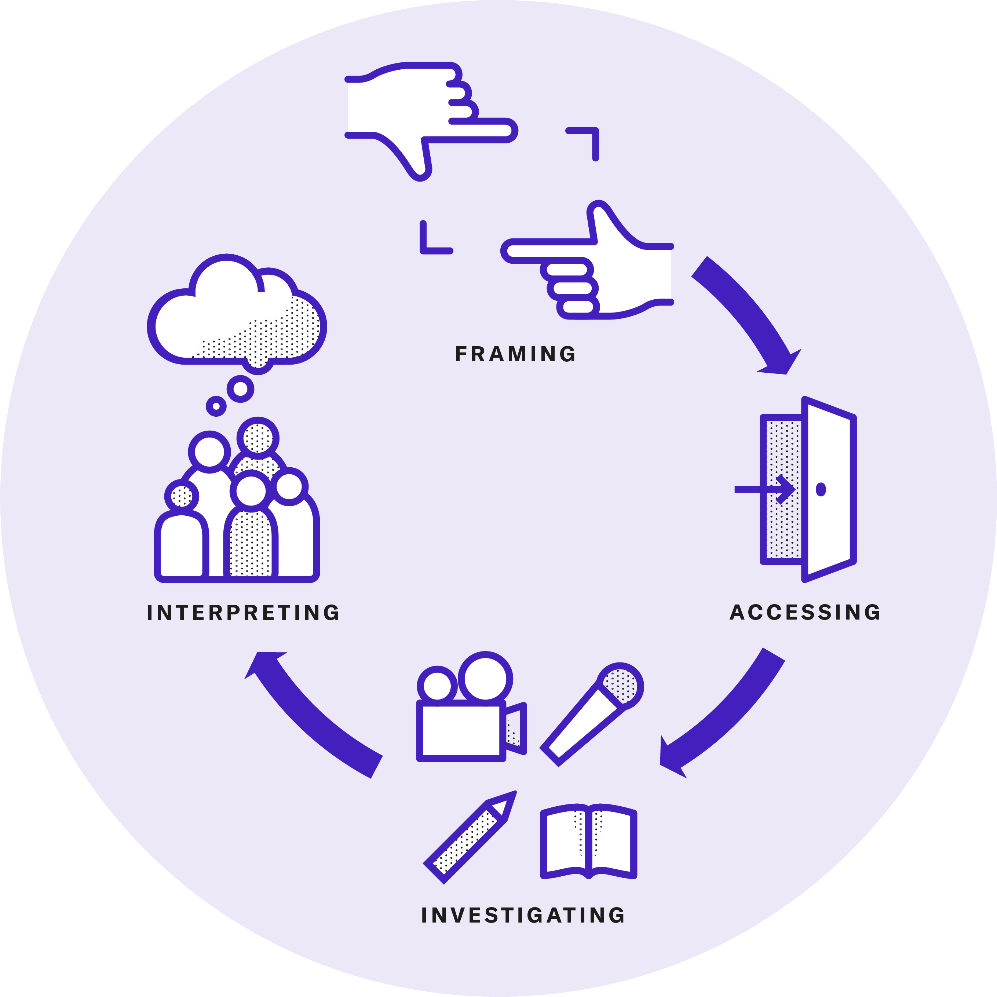 FRAMING
INTERPRETING
ACCESSING
INVESTIGATING